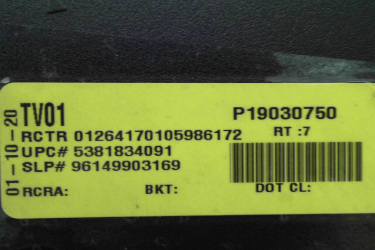 01-10-20
TV01 P19030750
RCTR 01264170105986172 RT :7
UPC# 5381834091
SLP# 96149903169
RCRA: BKT: DOT CL: